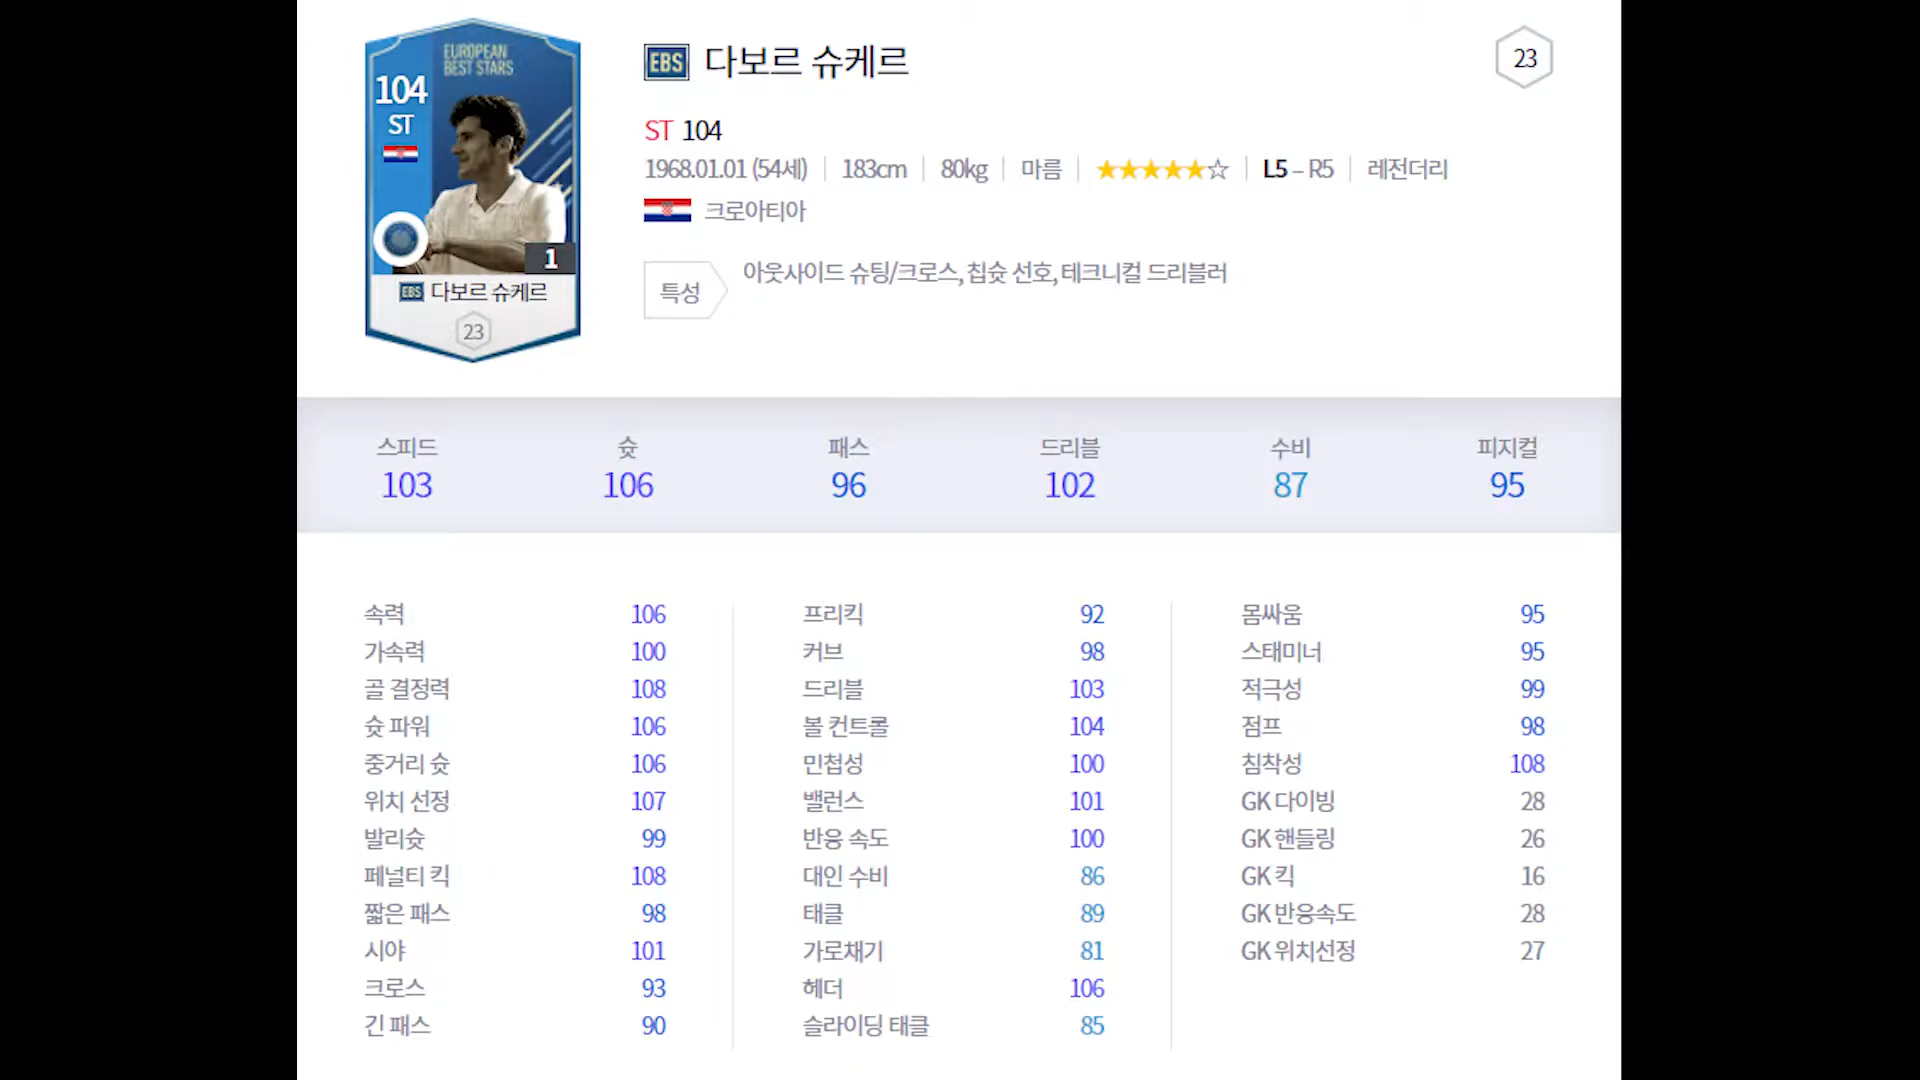 EUROPEAN
BEST STARS
104
ST
1
EBS 다보르 슈케르
23
EBS 다보르 슈케르
23
ST 104
1968.01.01 (54세) 183cm 80kg 마름 ★★★★★☆ L5 – R5 레전더리
크로아티아
특성 아웃사이드 슈팅/크로스, 칩슛 선호, 테크니컬 드리블러
스피드 슛 패스 드리블 수비 피지컬
103 106 96 102 87 95
속력 106
가속력 100
골 결정력 108
슛 파워 106
중거리 슛 106
위치 선정 107
발리슛 99
페널티 킥 108
짧은 패스 98
시야 101
크로스 93
긴 패스 90
프리킥 92
커브 98
드리블 103
볼 컨트롤 104
민첩성 100
밸런스 101
반응 속도 100
대인 수비 86
태클 89
가로채기 81
헤더 106
슬라이딩 태클 85
몸싸움 95
스태미너 95
적극성 99
점프 98
침착성 108
GK 다이빙 28
GK 핸들링 26
GK 킥 16
GK 반응속도 28
GK 위치선정 27